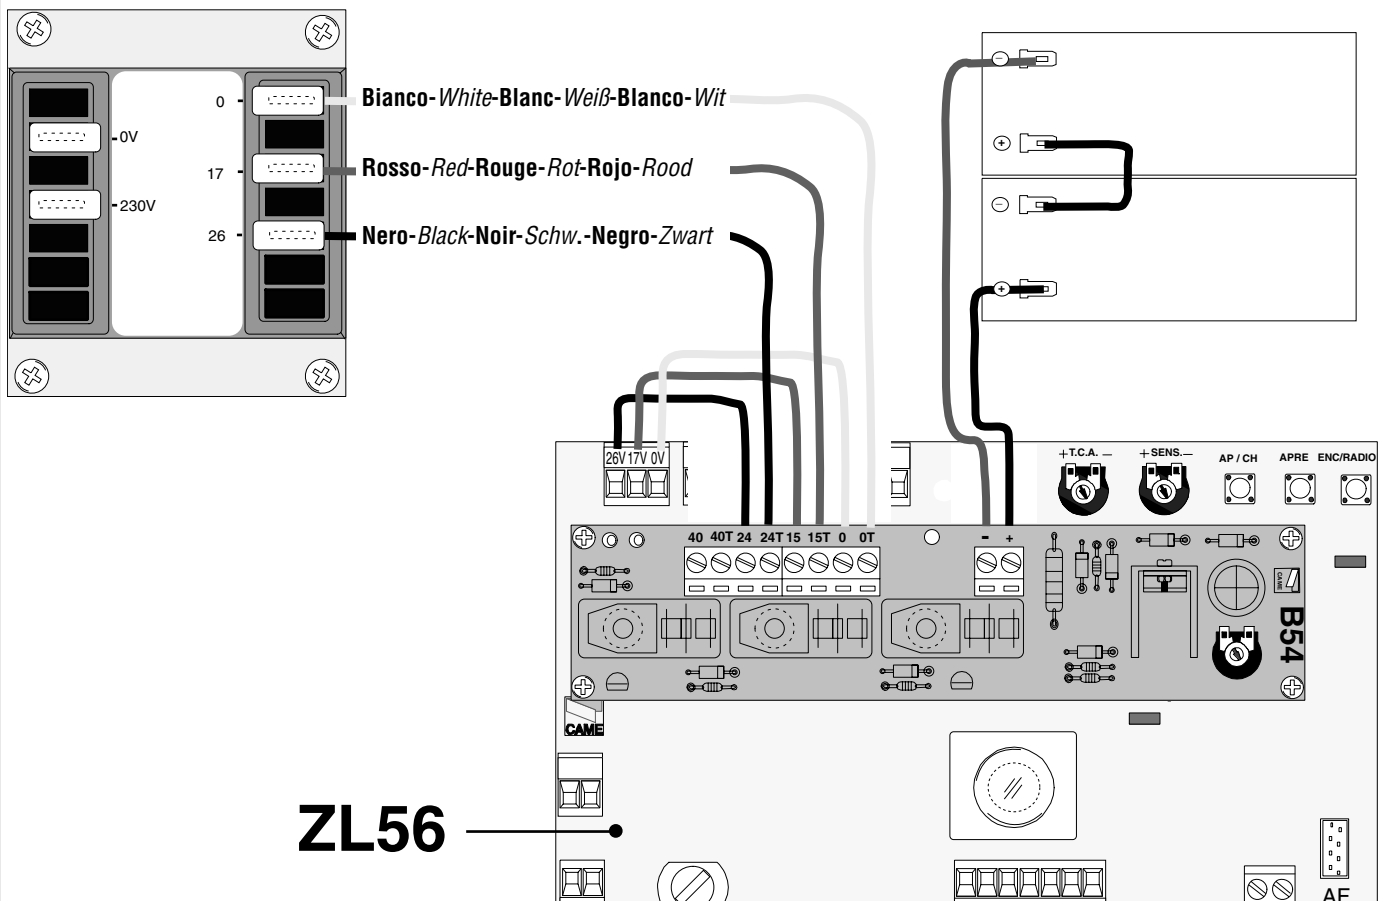 0
Bianco-White-Blanc-Weiß-Blanco-Wit
0V
17
Rosso-Red-Rouge-Rot-Rojo-Rood
230V
26
Nero-Black-Noir-Schw.-Negro-Zwart
−
+
−
+
26V 17V 0V
+ T.C.A. −
+ SENS. −
AP / CH
APRE
ENC/RADIO
40 40T 24 24T 15 15T 0 0T
- +
CAME
B54
CAME
ZL56
AF